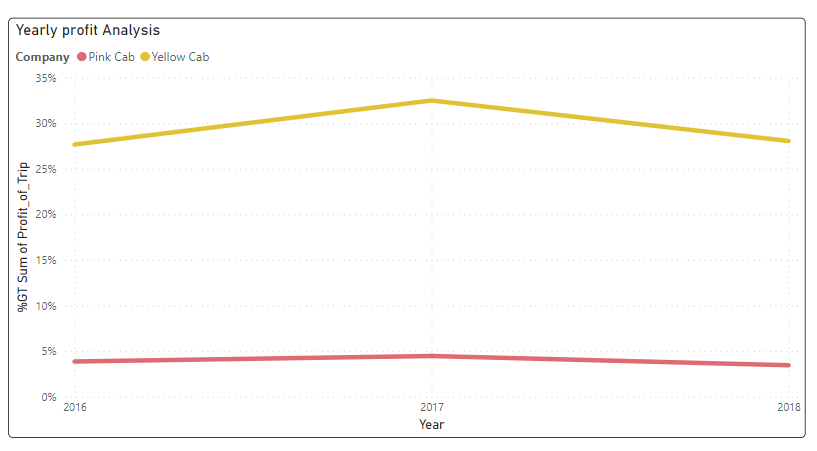 Yearly profit Analysis
Company Pink Cab Yellow Cab
35%
30%
25%
20%
15%
10%
5%
0%
%GT Sum of Profit_of_Trip
2016 2017 2018
Year